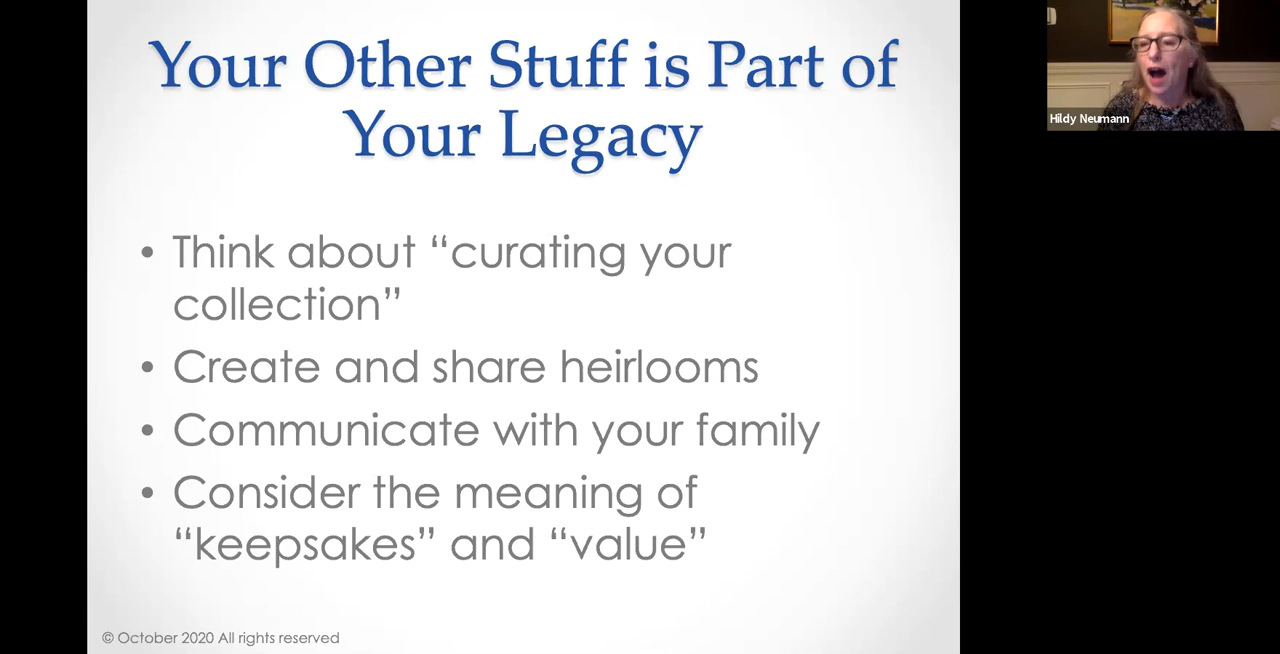 Your Other Stuff is Part of
Your Legacy
• Think about “curating your
collection”
• Create and share heirlooms
• Communicate with your family
• Consider the meaning of
“keepsakes” and “value”
© October 2020 All rights reserved
Hildy Neumann